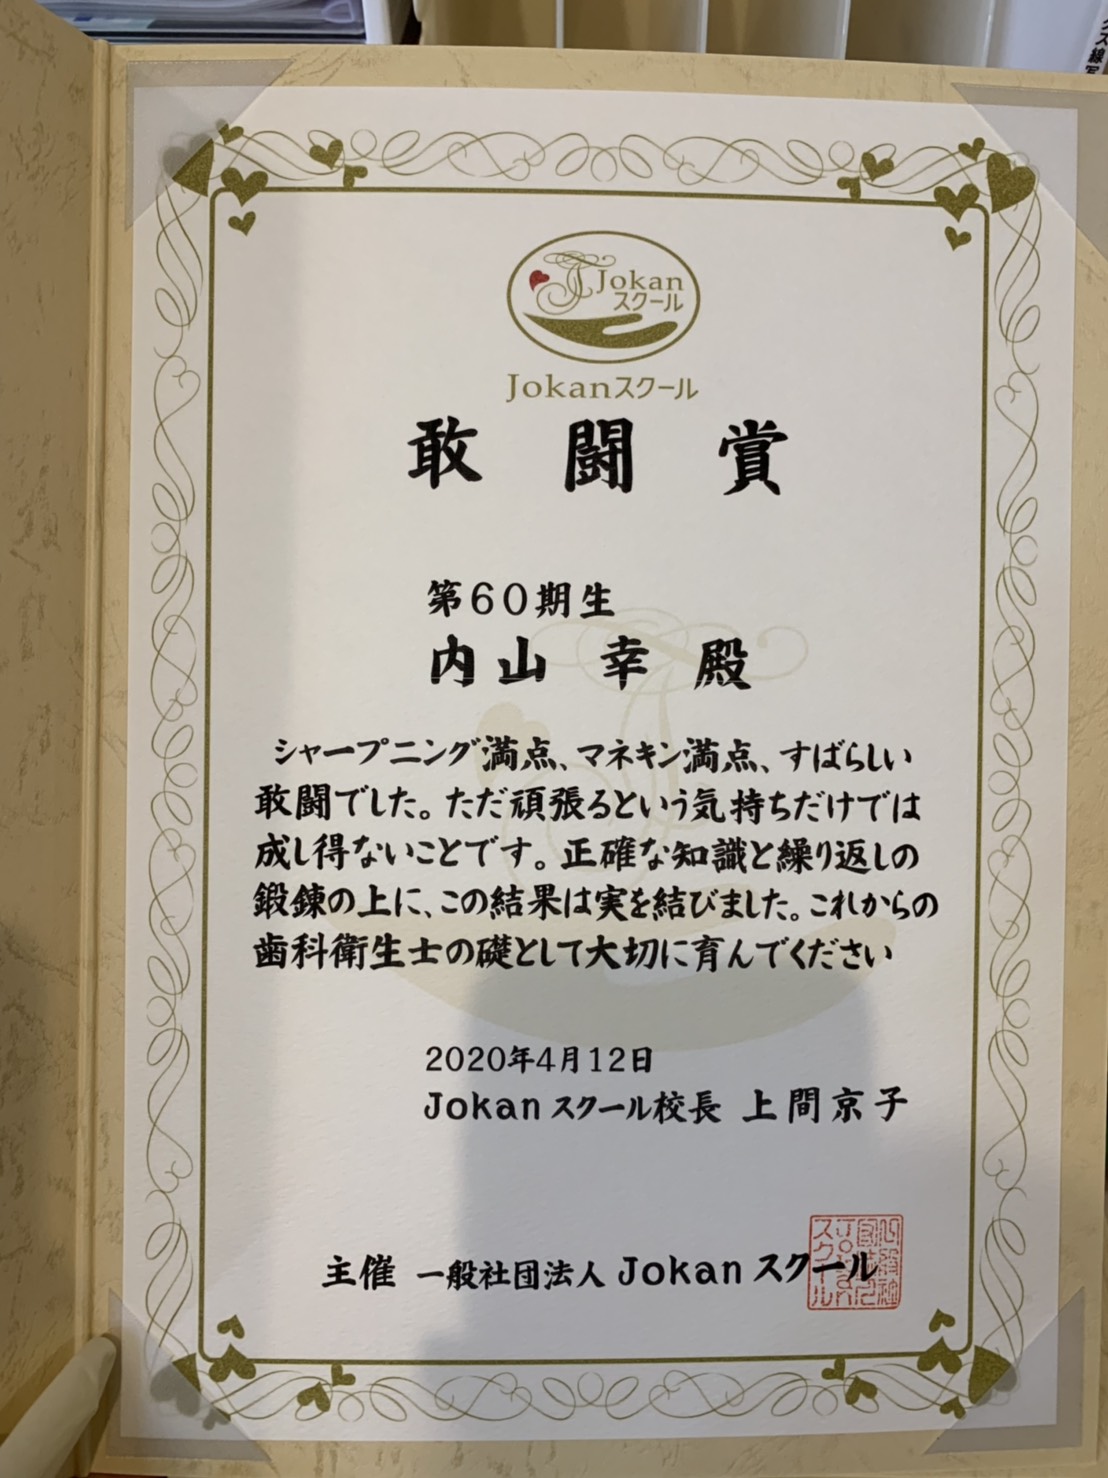 Jokan
スクール
Jokanスクール
敢闘賞
第60期生
内山 幸 殿
シャープニング満点、マネキン満点、すばらしい
敢闘でした。ただ頑張るという気持ちだけでは
成し得ないことです。正確な知識と繰り返しの
鍛錬の上に、この結果は実を結びました。これからの
歯科衛生士の礎として大切に育んでください
2020年4月12日
Jokanスクール校長 上間京子
主催 一般社団法人 Jokanスクール